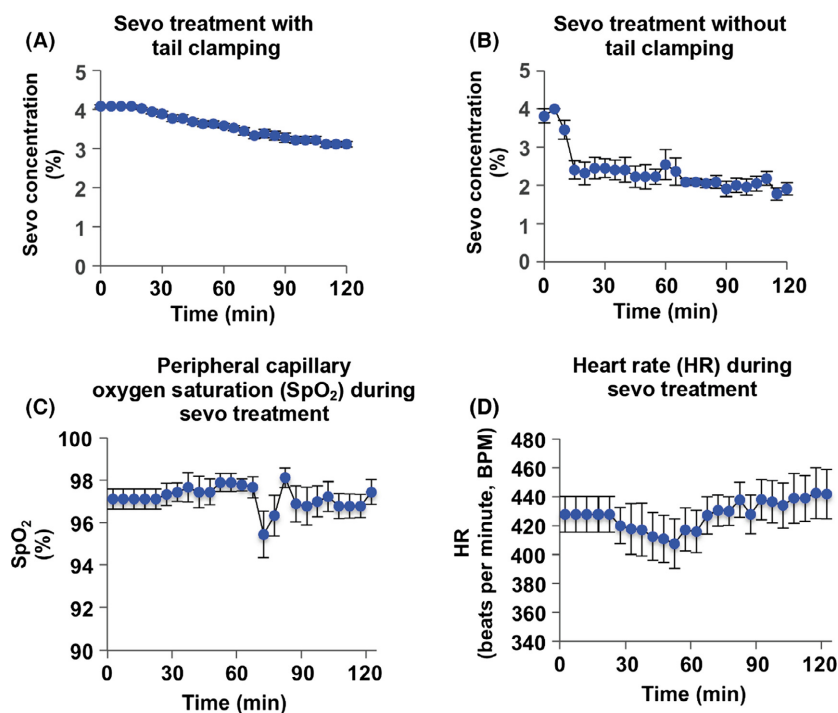 (A)
Sevo treatment with
tail clamping
Sevo concentration
(%)
5
4
3
2
1
0
0 30 60 90 120
Time (min)
(B)
Sevo treatment without
tail clamping
Sevo concentration
(%)
5
4
3
2
1
0
0 30 60 90 120
Time (min)
(C)
Peripheral capillary
oxygen saturation (SpO₂) during
sevo treatment
SpO₂
(%)
100
98
96
94
92
90
0 30 60 90 120
Time (min)
(D)
Heart rate (HR) during
sevo treatment
HR
(beats per minute, BPM)
480
460
440
420
400
380
360
340
0 30 60 90 120
Time (min)